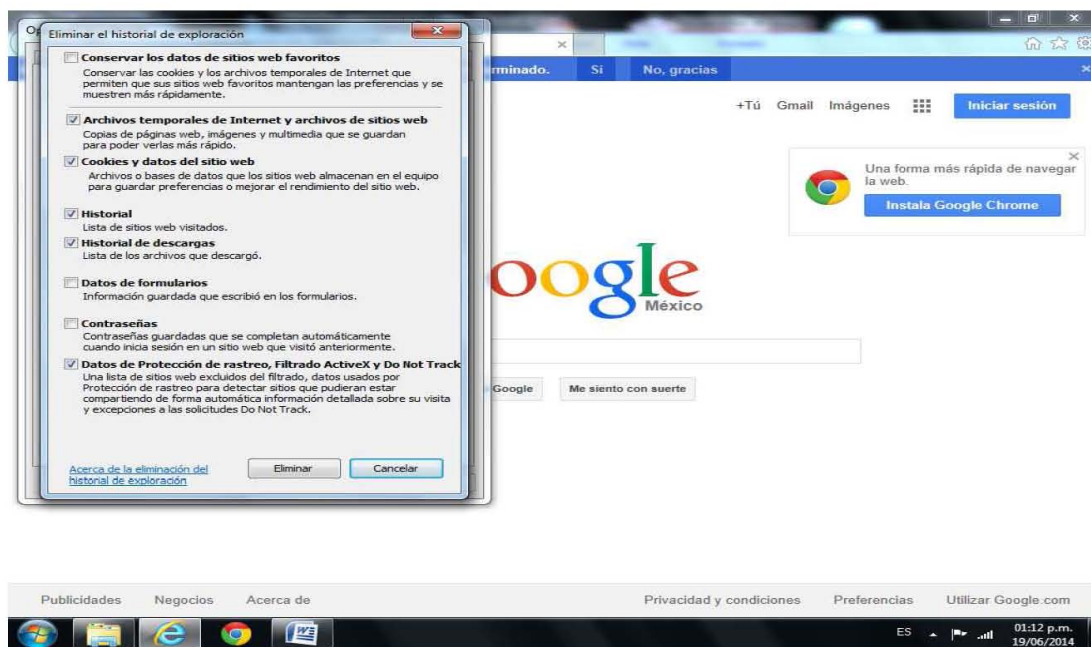 Eliminar el historial de exploración
Conservar los datos de sitios web favoritos
Conservar las cookies y los archivos temporales de Internet que
permiten que sus sitios web favoritos mantengan las preferencias y se
muestren más rápidamente.
Archivos temporales de Internet y archivos de sitios web
Copias de páginas web, imágenes y multimedia que se guardan
para poder verlas más rápido.
Cookies y datos del sitio web
Archivos o bases de datos que los sitios web almacenan en el equipo
para guardar preferencias o mejorar el rendimiento del sitio web.
Historial
Lista de sitios web visitados.
Historial de descargas
Lista de los archivos que descargó.
Datos de formularios
Información guardada que escribió en los formularios.
Contraseñas
Contraseñas guardadas que se completan automáticamente
cuando inicia sesión en un sitio web que visitó anteriormente.
Datos de Protección de rastreo, Filtrado ActiveX y Do Not Track
Una lista de sitios web excluidos del filtrado, datos usados por
Protección de rastreo para detectar sitios que pudieran estar
compartiendo de forma automática información detallada sobre su visita
y excepciones a las solicitudes Do Not Track.
Acerca de la eliminación del
historial de exploración
Eliminar Cancelar
rminado. Sí No, gracias
+Tú Gmail Imágenes Iniciar sesión
Una forma más rápida de navegar
la web.
Instala Google Chrome
oogle
México
Google Me siento con suerte
Publicidades Negocios Acerca de Privacidad y condiciones Preferencias Utilizar Google.com
ES 01:12 p.m.
19/06/2014